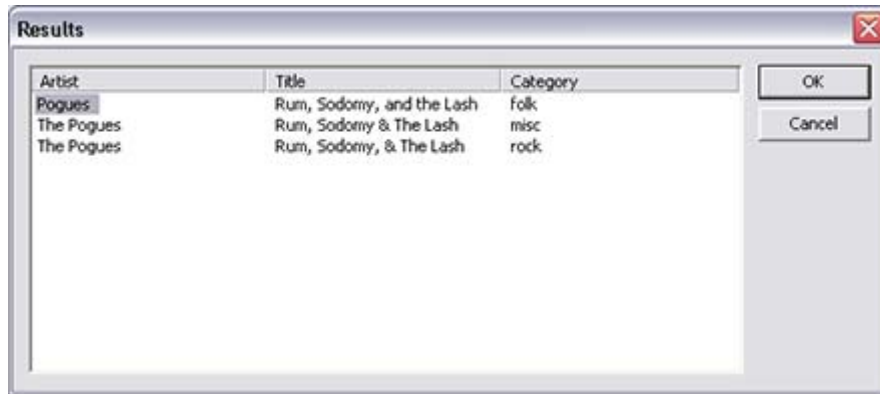 Results
Artist Title Category
Pogues Rum, Sodomy, and the Lash folk
The Pogues Rum, Sodomy & The Lash misc
The Pogues Rum, Sodomy, & The Lash rock
OK
Cancel